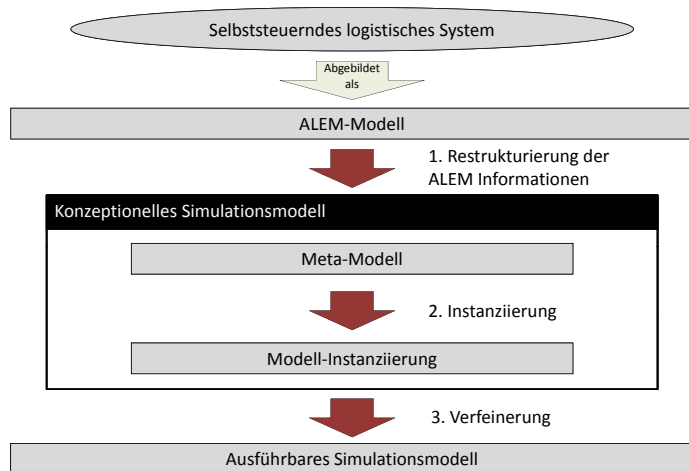 Selbststeuerndes logistisches System
Abgebildet
als
ALEM-Modell
1. Restrukturierung der
ALEM Informationen
Konzeptionelles Simulationsmodell
Meta-Modell
2. Instanziierung
Modell-Instanziierung
3. Verfeinerung
Ausführbares Simulationsmodell